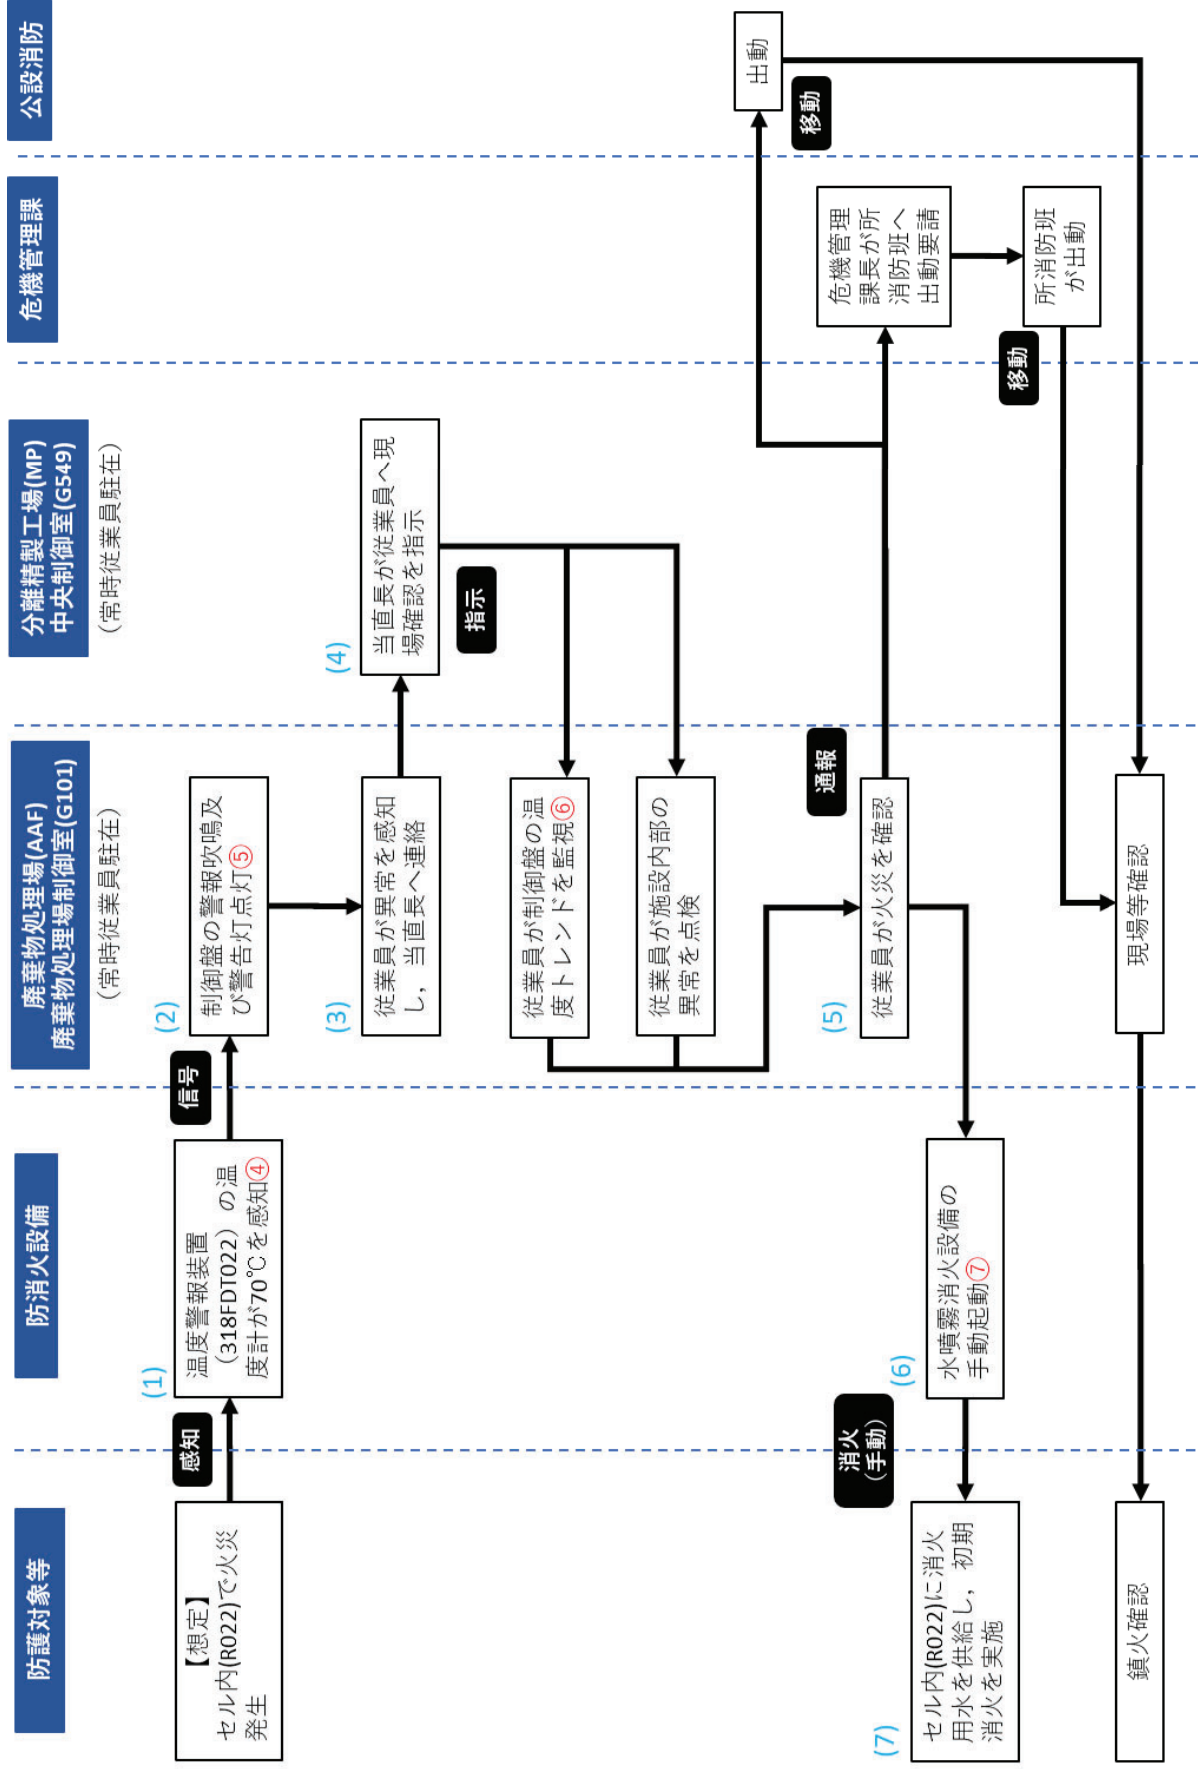 防護対象等
防消火設備
廃棄物処理場(AAF)
廃棄物処理場制御室(G101)
（常時従業員駐在）
分離精製工場(MP)
中央制御室(G549)
（常時従業員駐在）
危機管理課
公設消防
【想定】
セル内(R022)で火災
発生
感知
(1)
温度警報装置
（318FDT022）の温
度計が70℃を感知④
信号
(2)
制御盤の警報吹鳴及
び警告灯点灯⑤
(3)
従業員が異常を感知
し，当直長へ連絡
(4)
当直長が従業員へ現
場確認を指示
指示
従業員が制御盤の温
度トレンドを監視⑥
従業員が施設内部の
異常を点検
(5)
従業員が火災を確認
通報
出動
移動
危機管理
課長が所
消防班へ
出動要請
所消防班
が出動
移動
(6)
水噴霧消火設備の
手動起動⑦
消火
（手動）
(7)
セル内(R022)に消火
用水を供給し，初期
消火を実施
現場等確認
鎮火確認